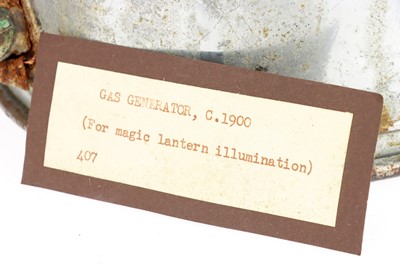 GAS GENERATOR, C.1900
(For magic lantern illumination)
407